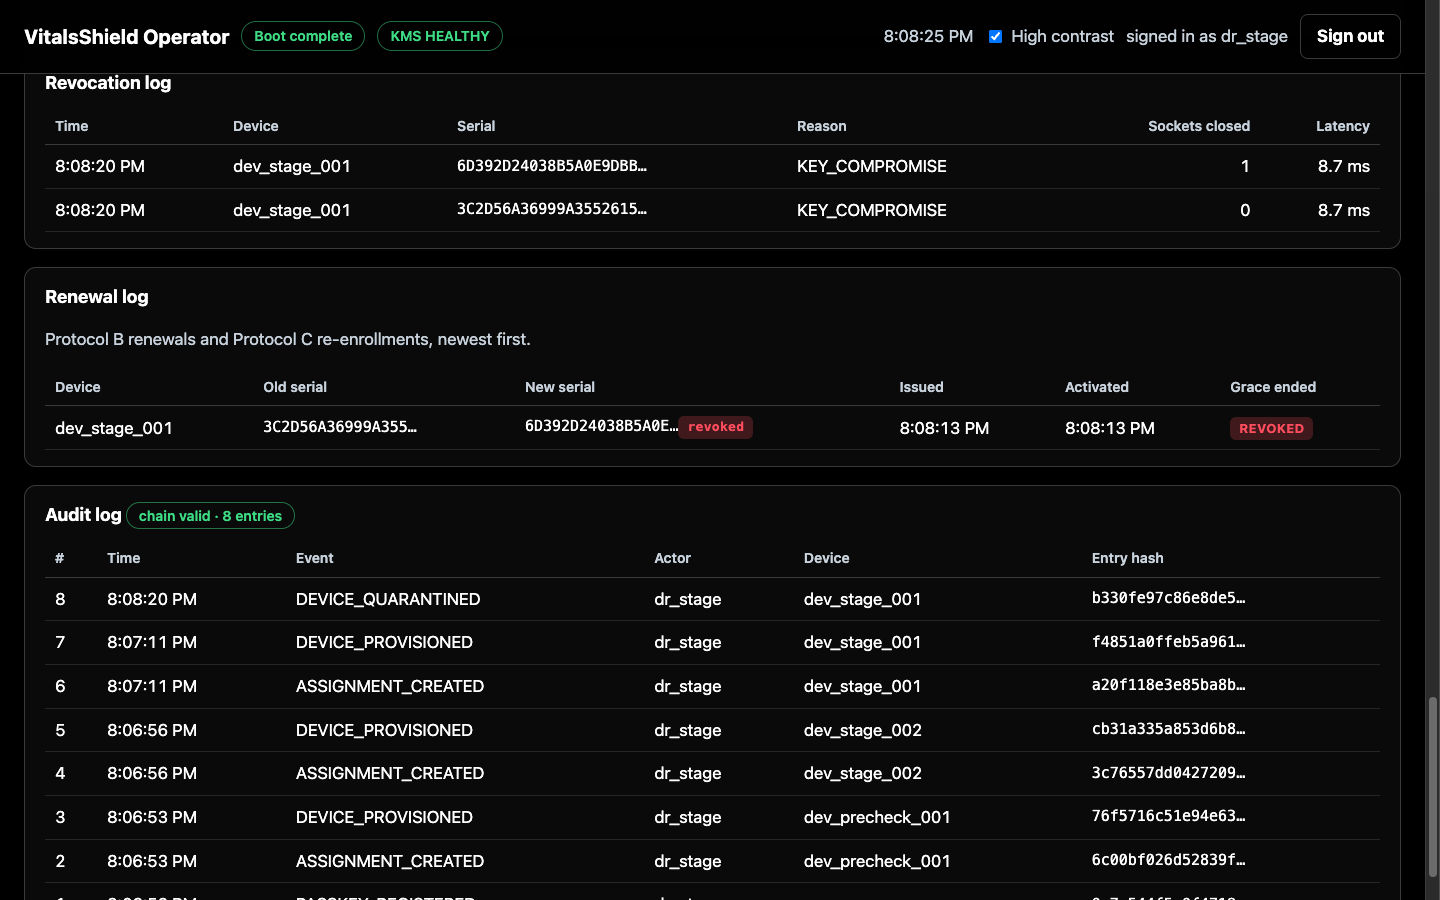 VitalsShield Operator Boot complete KMS HEALTHY 8:08:25 PM High contrast signed in as dr_stage Sign out
Revocation log
Time Device Serial Reason Sockets closed Latency
8:08:20 PM dev_stage_001 6D392D24038B5A0E9DBB… KEY_COMPROMISE 1 8.7 ms
8:08:20 PM dev_stage_001 3C2D56A36999A3552615… KEY_COMPROMISE 0 8.7 ms
Renewal log
Protocol B renewals and Protocol C re-enrollments, newest first.
Device Old serial New serial Issued Activated Grace ended
dev_stage_001 3C2D56A36999A355… 6D392D24038B5A0E… revoked 8:08:13 PM 8:08:13 PM REVOKED
Audit log chain valid · 8 entries
# Time Event Actor Device Entry hash
8 8:08:20 PM DEVICE_QUARANTINED dr_stage dev_stage_001 b330fe97c86e8de5…
7 8:07:11 PM DEVICE_PROVISIONED dr_stage dev_stage_001 f4851a0ffeb5a961…
6 8:07:11 PM ASSIGNMENT_CREATED dr_stage dev_stage_001 a20f118e3e85ba8b…
5 8:06:56 PM DEVICE_PROVISIONED dr_stage dev_stage_002 cb31a335a853d6b8…
4 8:06:56 PM ASSIGNMENT_CREATED dr_stage dev_stage_002 3c76557dd0427209…
3 8:06:53 PM DEVICE_PROVISIONED dr_stage dev_precheck_001 76f5716c51e94e63…
2 8:06:53 PM ASSIGNMENT_CREATED dr_stage dev_precheck_001 6c00bf026d52839f…